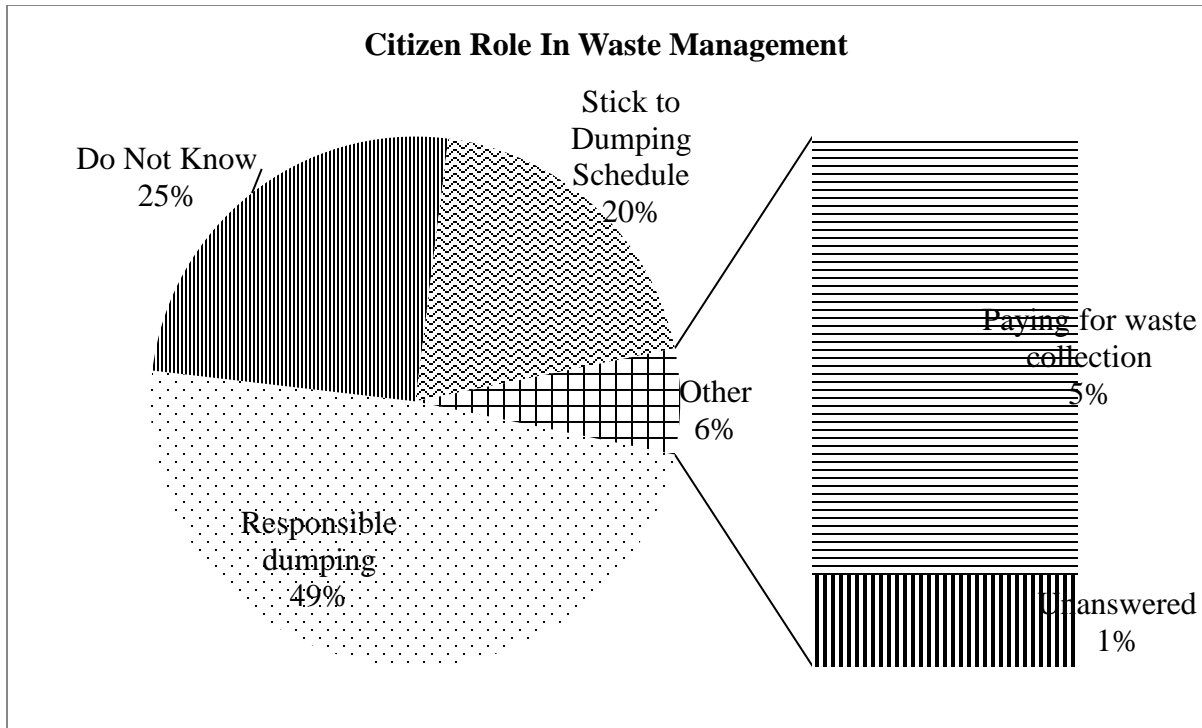 Citizen Role In Waste Management
Stick to
Dumping
Schedule
20%
Do Not Know
25%
Other
6%
Responsible
dumping
49%
Paying for waste
collection
5%
Unanswered
1%